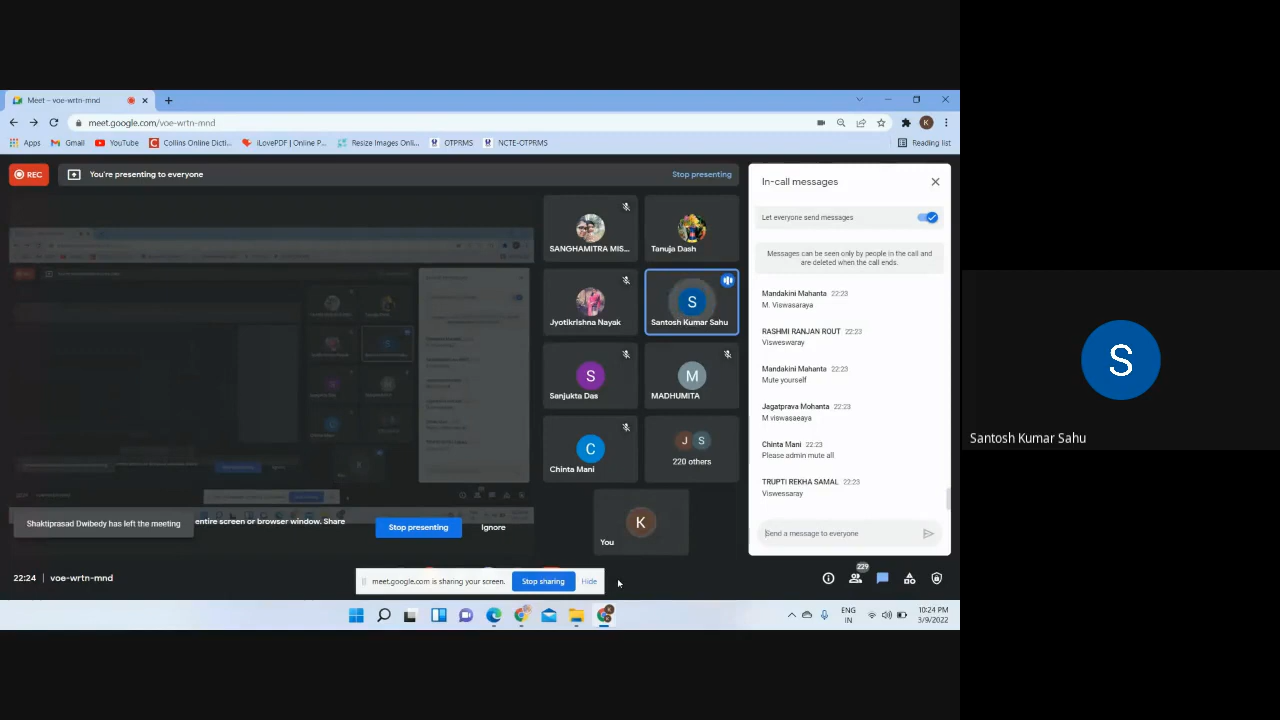 Meet - voe-wrtn-mnd
meet.google.com/voe-wrtn-mnd
K
Apps
Gmail
YouTube
Collins Online Dicti...
iLovePDF | Online P...
Resize Images Onli...
OTPRMS
NCTE-OTPRMS
Reading list
REC
You're presenting to everyone
Stop presenting
SANGHAMITRA MIS...
Tanuja Dash
Jyotikrishna Nayak
S
Santosh Kumar Sahu
S
Sanjukta Das
M
MADHUMITA
C
Chinta Mani
J S
220 others
K
You
In-call messages
Let everyone send messages
Messages can be seen only by people in the call and
are deleted when the call ends.
Mandakini Mahanta 22:23
M. Viswasaraya
RASHMI RANJAN ROUT 22:23
Visweswaray
Mandakini Mahanta 22:23
Mute yourself
Jagatprava Mohanta 22:23
M viswasaeaya
Chinta Mani 22:23
Please admin mute all
TRUPTI REKHA SAMAL 22:23
Viswessaray
Send a message to everyone
Shaktiprasad Dwibedy has left the meeting
entire screen or browser window. Share
Stop presenting
Ignore
22:24 | voe-wrtn-mnd
meet.google.com is sharing your screen.
Stop sharing
Hide
229
ENG
IN
10:24 PM
3/9/2022
S
Santosh Kumar Sahu